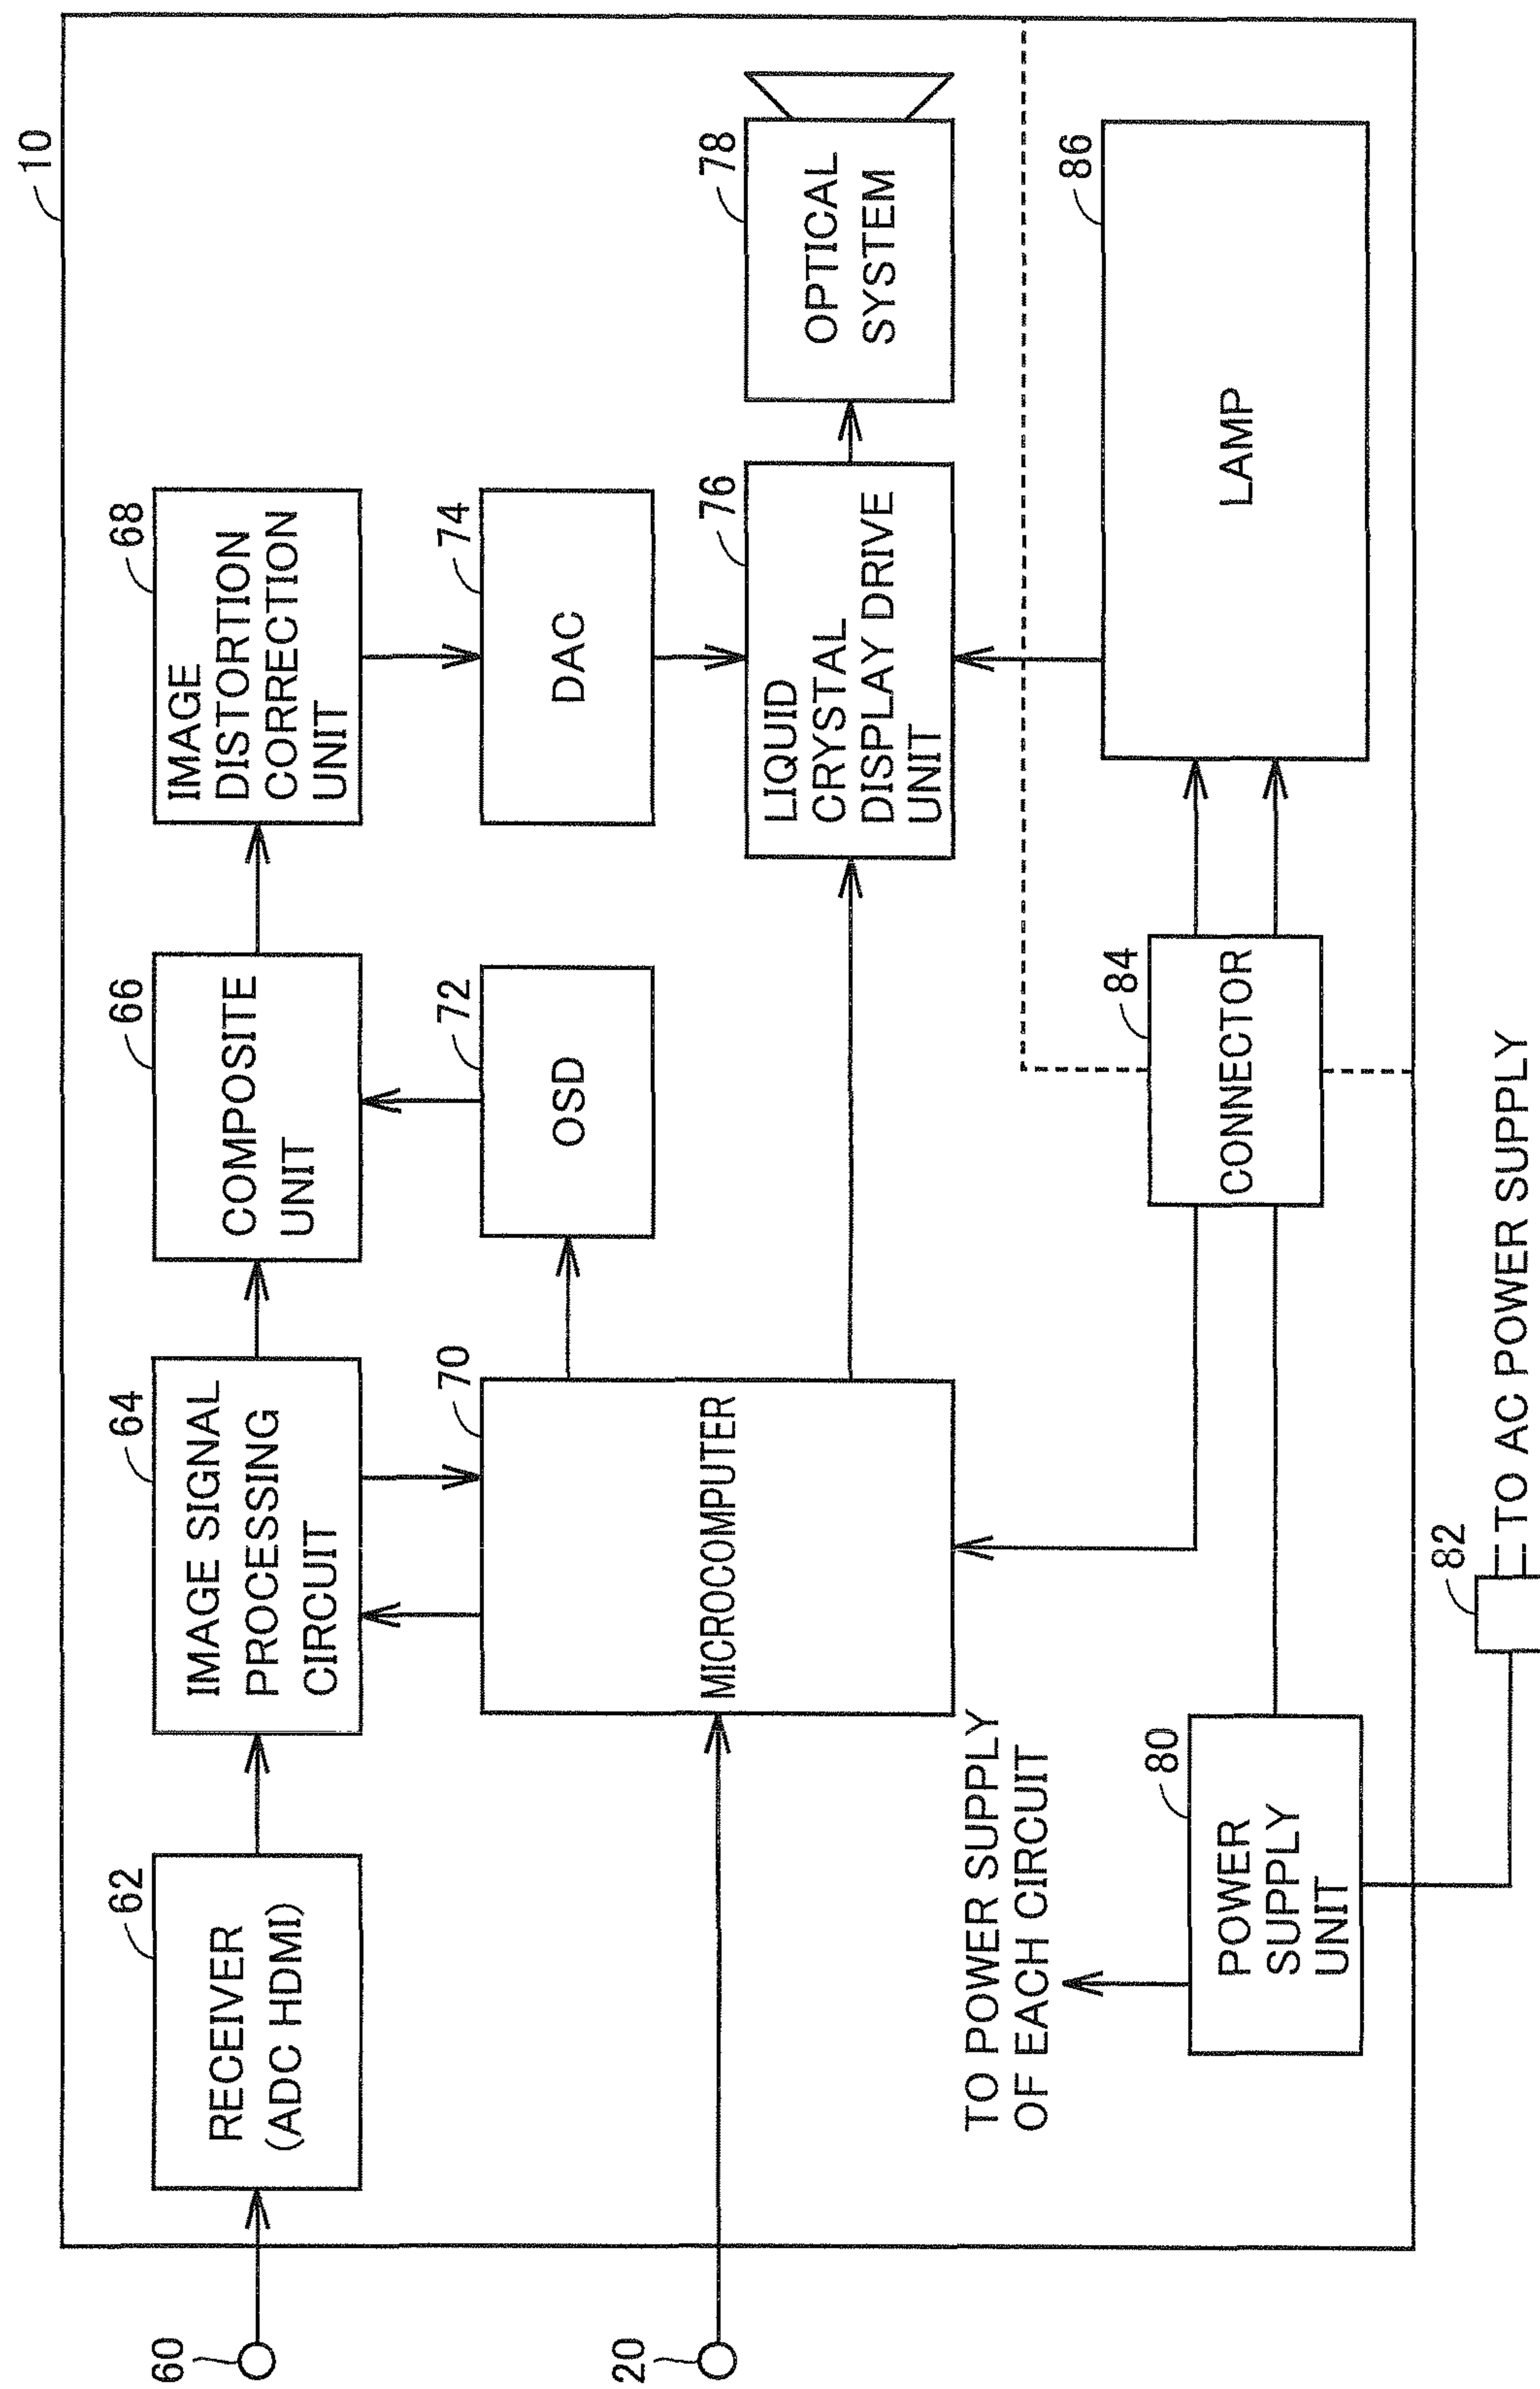 10
60
62
RECEIVER
(ADC HDMI)
64
IMAGE SIGNAL
PROCESSING
CIRCUIT
66
COMPOSITE
UNIT
68
IMAGE
DISTORTION
CORRECTION
UNIT
20
70
MICROCOMPUTER
72
OSD
74
DAC
76
LIQUID
CRYSTAL
DISPLAY DRIVE
UNIT
78
OPTICAL
SYSTEM
TO POWER SUPPLY
OF EACH CIRCUIT
80
POWER
SUPPLY
UNIT
84
CONNECTOR
86
LAMP
82
TO AC POWER SUPPLY